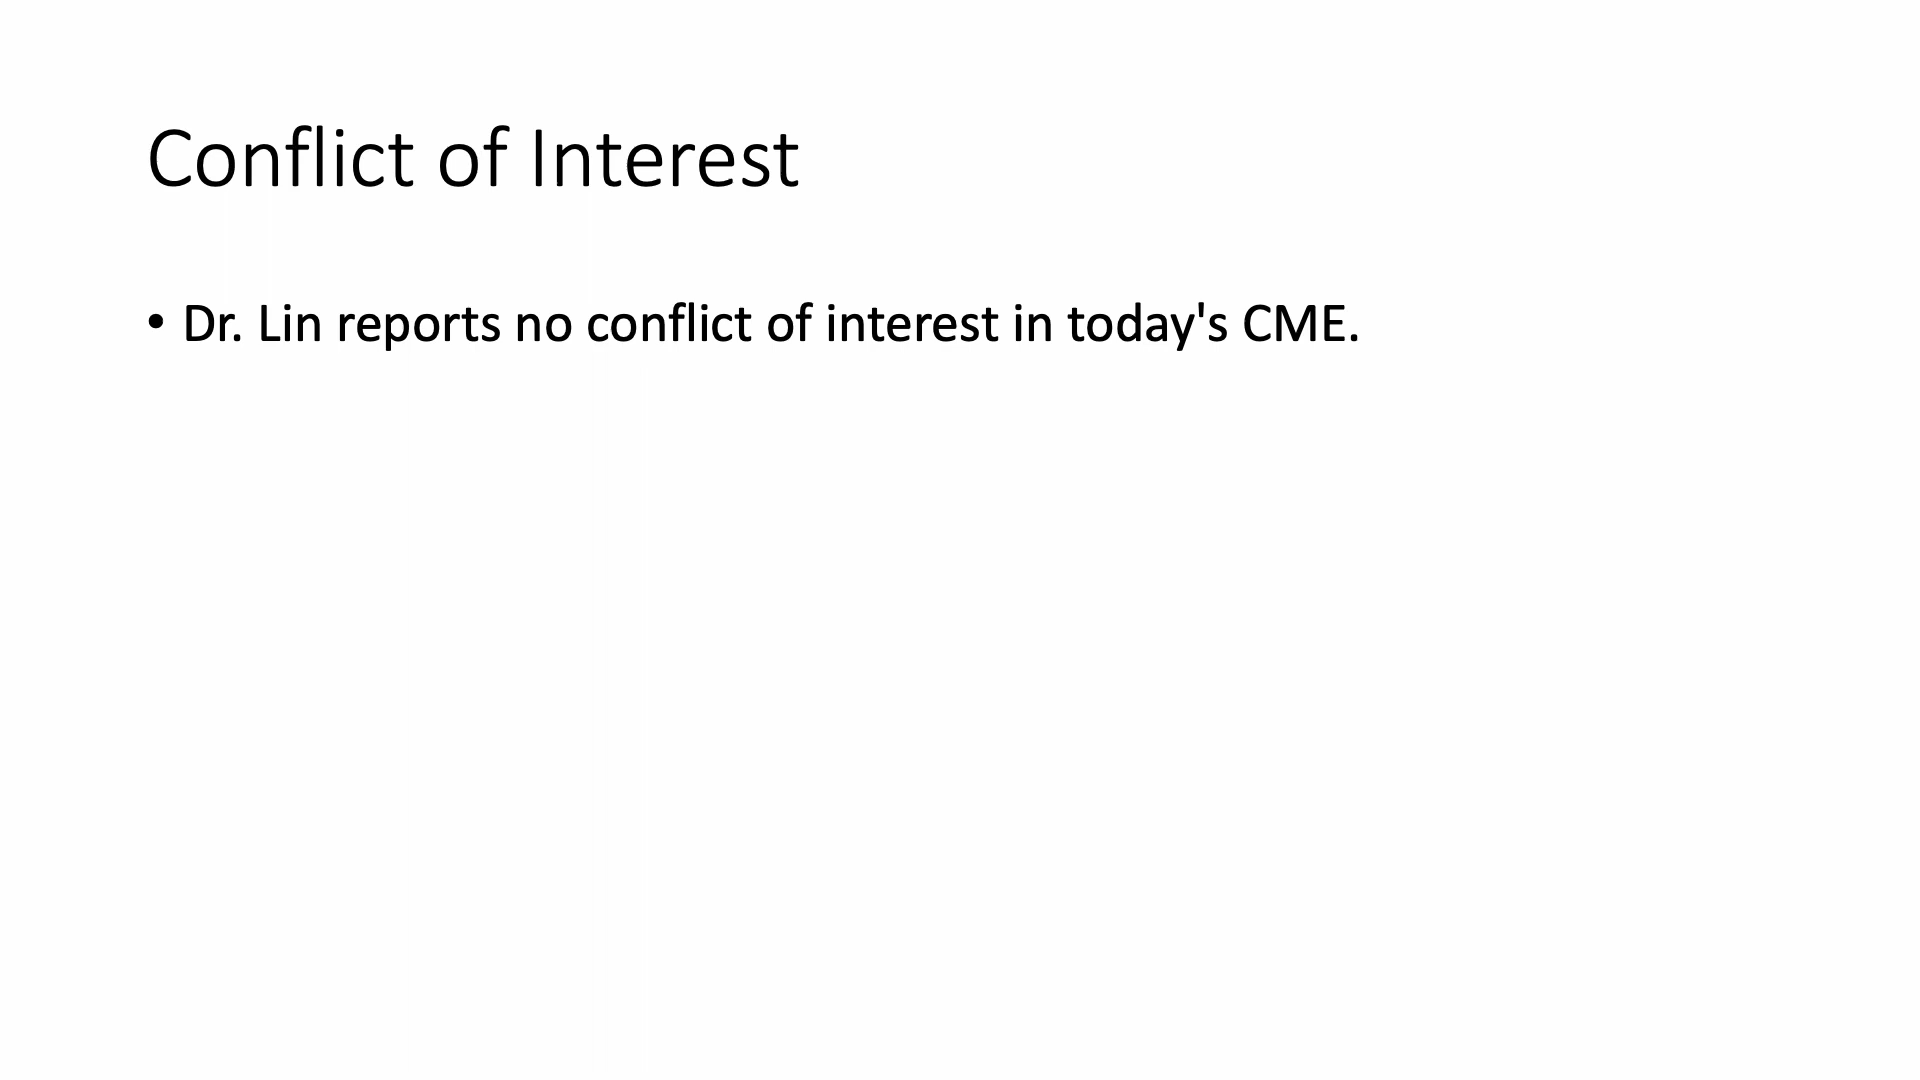 Conflict of Interest
• Dr. Lin reports no conflict of interest in today's CME.